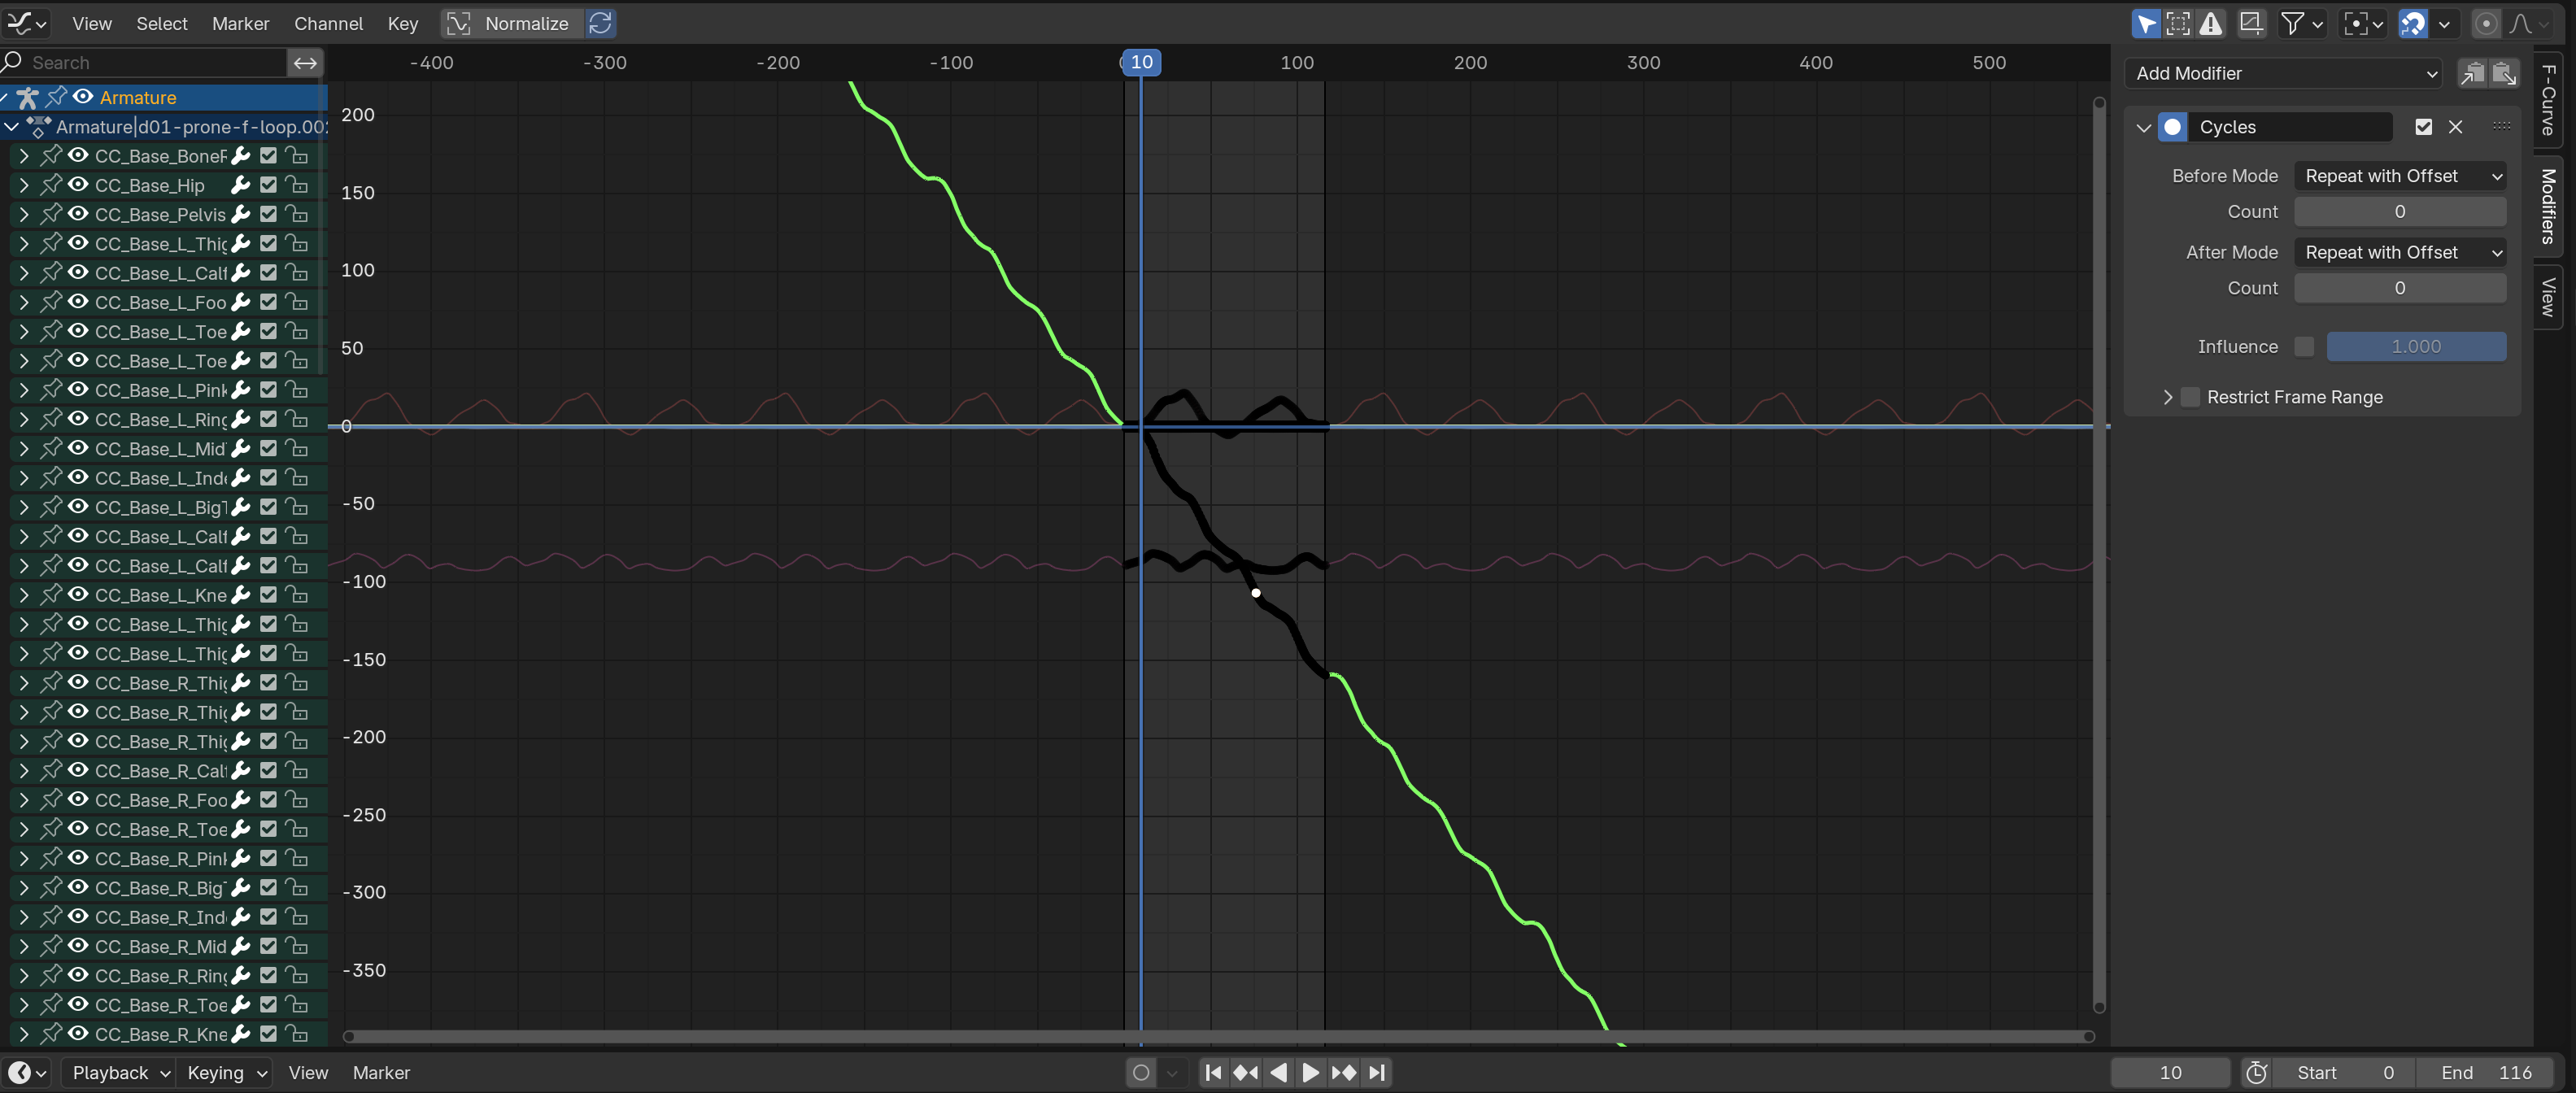 View Select Marker Channel Key Normalize
Search
Armature
Armature|d01-prone-f-loop.002
CC_Base_BoneR
CC_Base_Hip
CC_Base_Pelvis
CC_Base_L_Thig
CC_Base_L_Calf
CC_Base_L_Foo
CC_Base_L_Toe
CC_Base_L_Toe
CC_Base_L_Pink
CC_Base_L_Ring
CC_Base_L_Mid
CC_Base_L_Inde
CC_Base_L_BigT
CC_Base_L_Calf
CC_Base_L_Calf
CC_Base_L_Kne
CC_Base_L_Thig
CC_Base_L_Thig
CC_Base_R_Thig
CC_Base_R_Thig
CC_Base_R_Thig
CC_Base_R_Calf
CC_Base_R_Foo
CC_Base_R_Toe
CC_Base_R_Pink
CC_Base_R_BigT
CC_Base_R_Inde
CC_Base_R_Mid
CC_Base_R_Ring
CC_Base_R_Toe
CC_Base_R_Kne
-400 -300 -200 -100 10 100 200 300 400 500
200
150
100
50
0
-50
-100
-150
-200
-250
-300
-350
Add Modifier
Cycles
Before Mode Repeat with Offset
Count 0
After Mode Repeat with Offset
Count 0
Influence 1.000
Restrict Frame Range
F-Curve
Modifiers
View
Playback Keying View Marker
10 Start 0 End 116